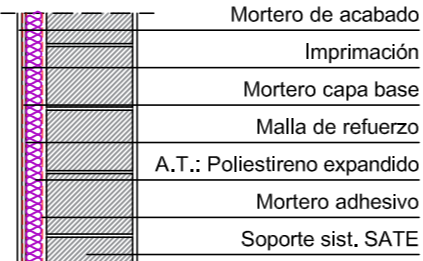 Mortero de acabado
Imprimación
Mortero capa base
Malla de refuerzo
A.T.: Poliestireno expandido
Mortero adhesivo
Soporte sist. SATE